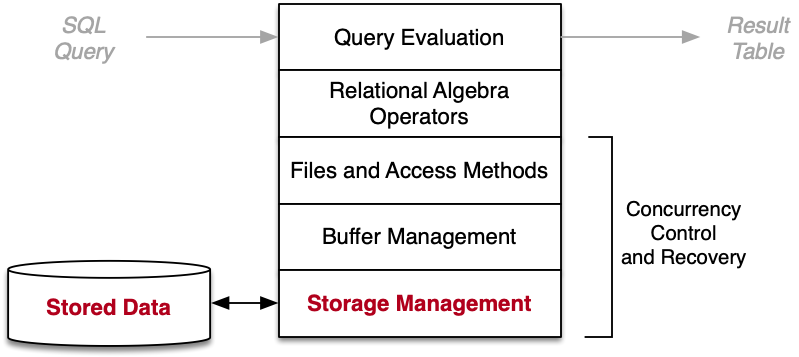 SQL
Query
Query Evaluation
Result
Table
Relational Algebra
Operators
Files and Access Methods
Buffer Management
Concurrency
Control
and Recovery
Stored Data
Storage Management